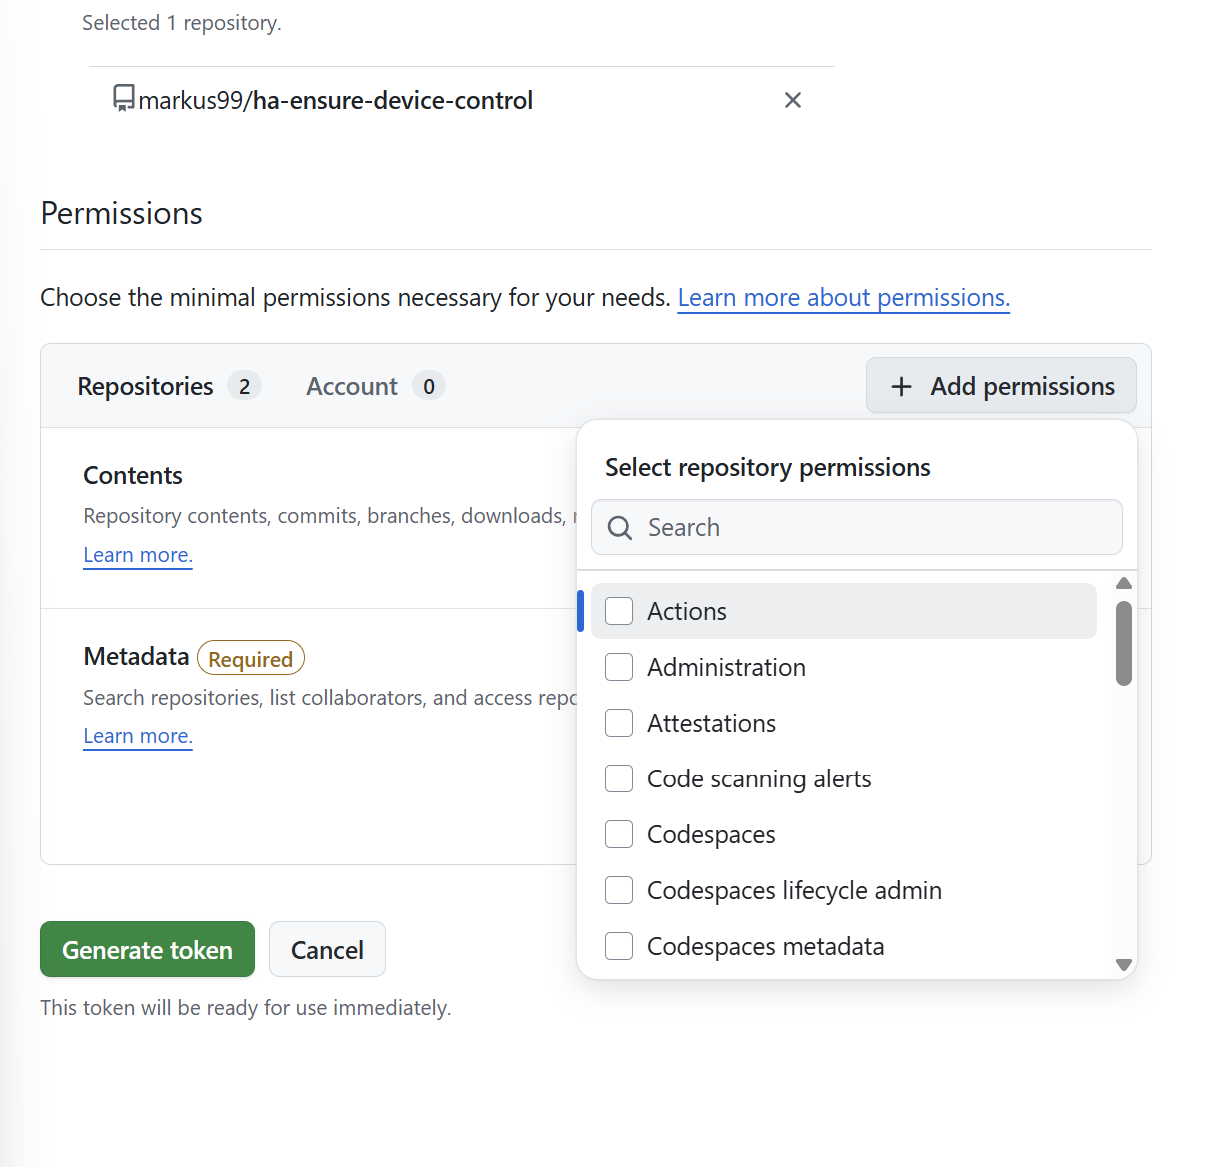 Selected 1 repository.
markus99/ha-ensure-device-control
Permissions
Choose the minimal permissions necessary for your needs. Learn more about permissions.
Repositories 2 Account 0 Add permissions
Contents
Repository contents, commits, branches, downloads,
Learn more.
Metadata Required
Search repositories, list collaborators, and access
Learn more.
Select repository permissions
Search
Actions
Administration
Attestations
Code scanning alerts
Codespaces
Codespaces lifecycle admin
Codespaces metadata
Generate token Cancel
This token will be ready for use immediately.